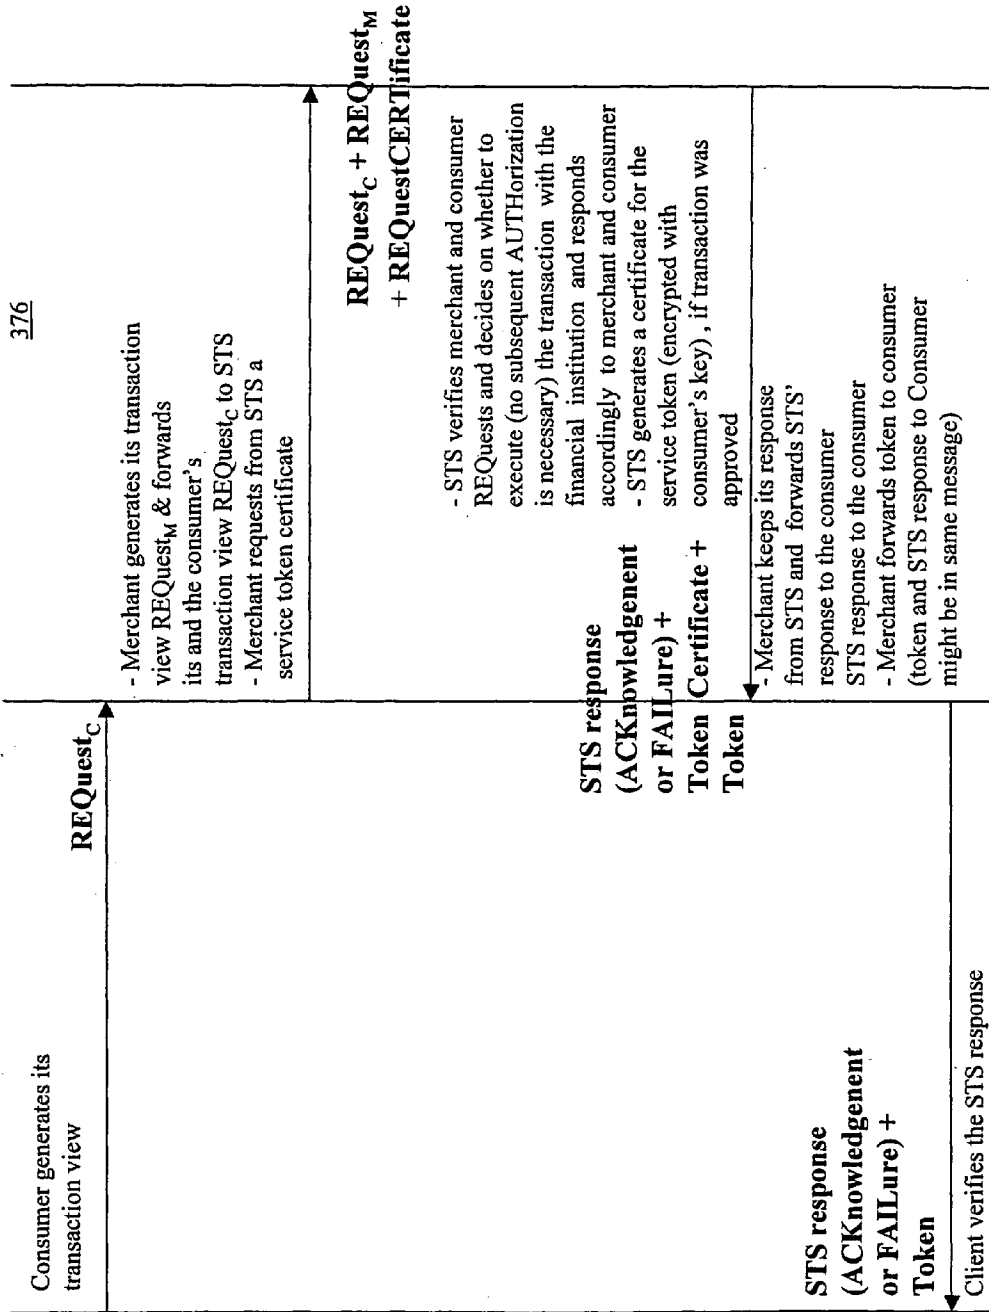 376
Consumer generates its
transaction view
REQuest_C
- Merchant generates its transaction
view REQuest_M & forwards
its and the consumer's
transaction view REQuest_C to STS
- Merchant requests from STS a
service token certificate
REQuest_C + REQuest_M
+ REQuestCERTificate
- STS verifies merchant and consumer
REQuests and decides on whether to
execute (no subsequent AUTHorization
is necessary) the transaction with the
financial institution and responds
accordingly to merchant and consumer
- STS generates a certificate for the
service token (encrypted with
consumer's key) , if transaction was
approved
STS response
(ACKnowledgenent
or FAILure) +
Token Certificate +
Token
- Merchant keeps its response
from STS and forwards STS'
response to the consumer
STS response to the consumer
- Merchant forwards token to consumer
(token and STS response to Consumer
might be in same message)
STS response
(ACKnowledgenent
or FAILure) +
Token
Client verifies the STS response